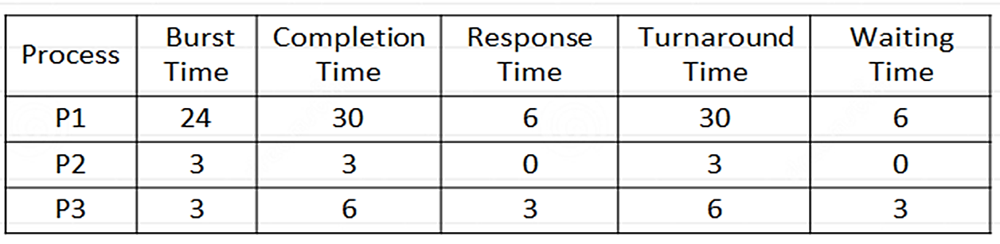 Process | Burst Time | Completion Time | Response Time | Turnaround Time | Waiting Time
P1 | 24 | 30 | 6 | 30 | 6
P2 | 3 | 3 | 0 | 3 | 0
P3 | 3 | 6 | 3 | 6 | 3